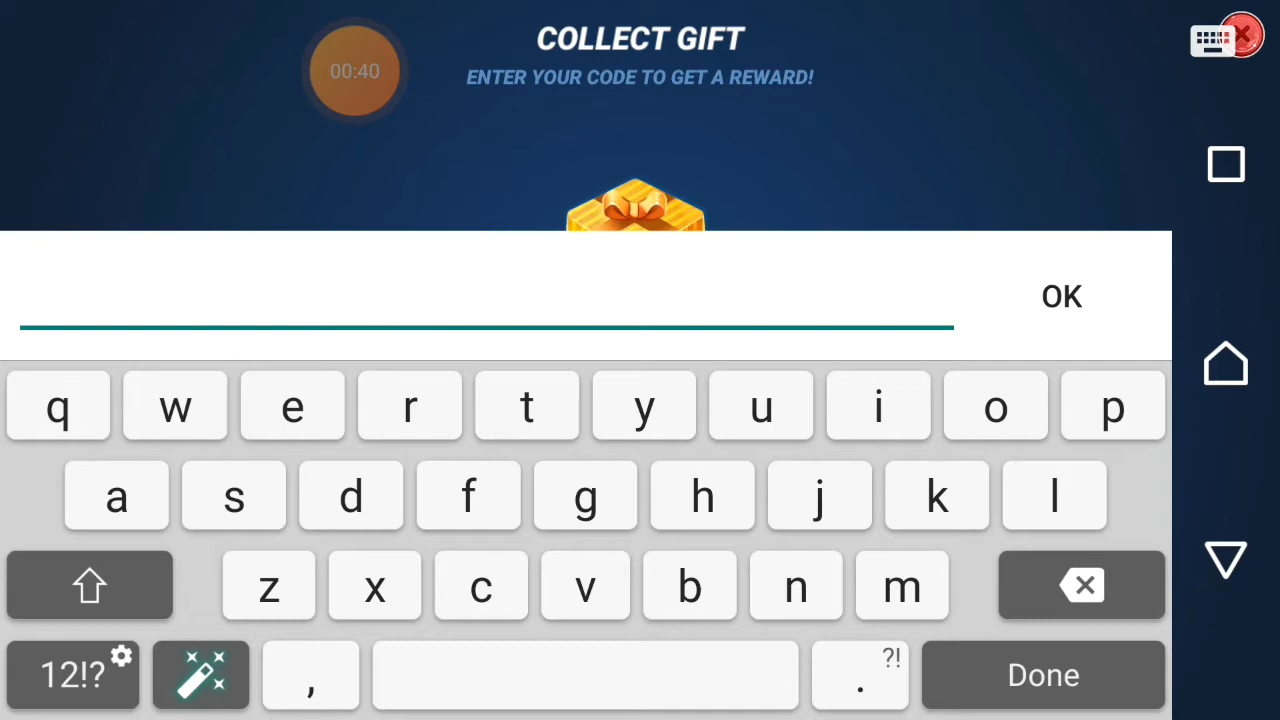 COLLECT GIFT
00:40
ENTER YOUR CODE TO GET A REWARD!
OK
q w e r t y u i o p
a s d f g h j k l
z x c v b n m
12!? , . ?! Done